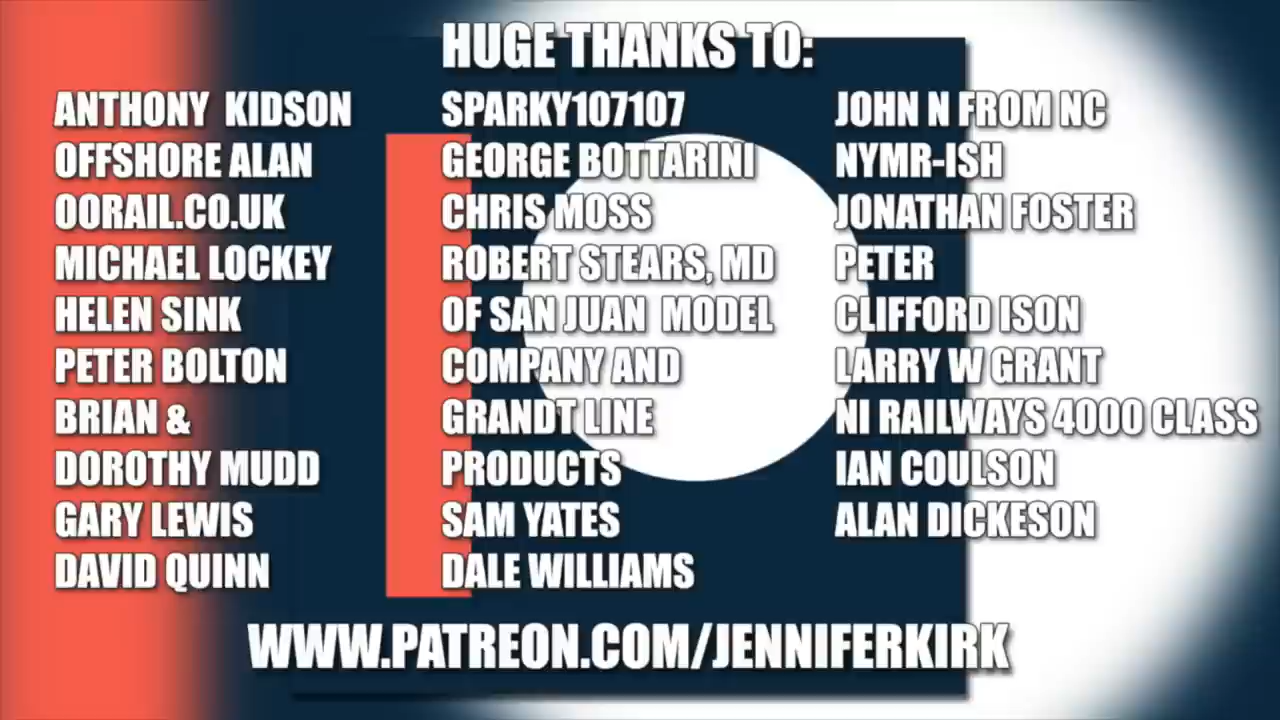 HUGE THANKS TO:
ANTHONY KIDSON
OFFSHORE ALAN
OORAIL.CO.UK
MICHAEL LOCKEY
HELEN SINK
PETER BOLTON
BRIAN &
DOROTHY MUDD
GARY LEWIS
DAVID QUINN
SPARKY107107
GEORGE BOTTARINI
CHRIS MOSS
ROBERT STEARS, MD
OF SAN JUAN MODEL
COMPANY AND
GRANDT LINE
PRODUCTS
SAM YATES
DALE WILLIAMS
JOHN N FROM NC
NYMR-ISH
JONATHAN FOSTER
PETER
CLIFFORD ISON
LARRY W GRANT
NI RAILWAYS 4000 CLASS
IAN COULSON
ALAN DICKESON
WWW.PATREON.COM/JENNIFERKIRK